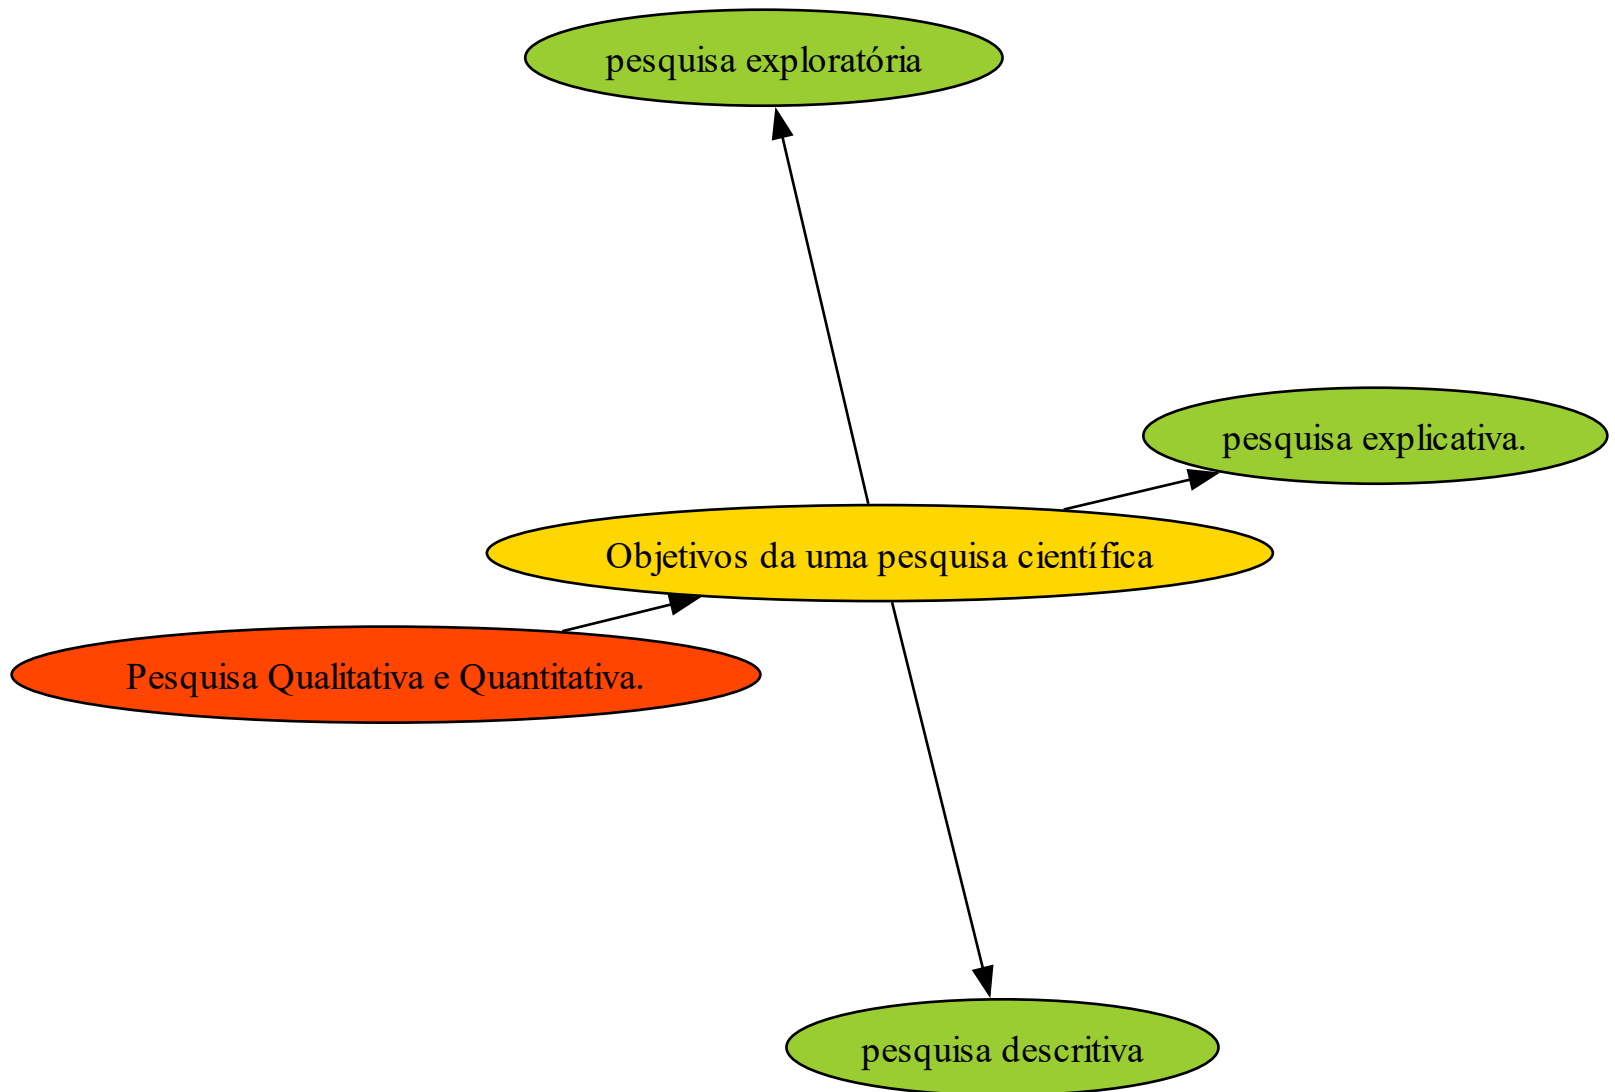 pesquisa exploratória
pesquisa explicativa.
Objetivos da uma pesquisa científica
Pesquisa Qualitativa e Quantitativa.
pesquisa descritiva